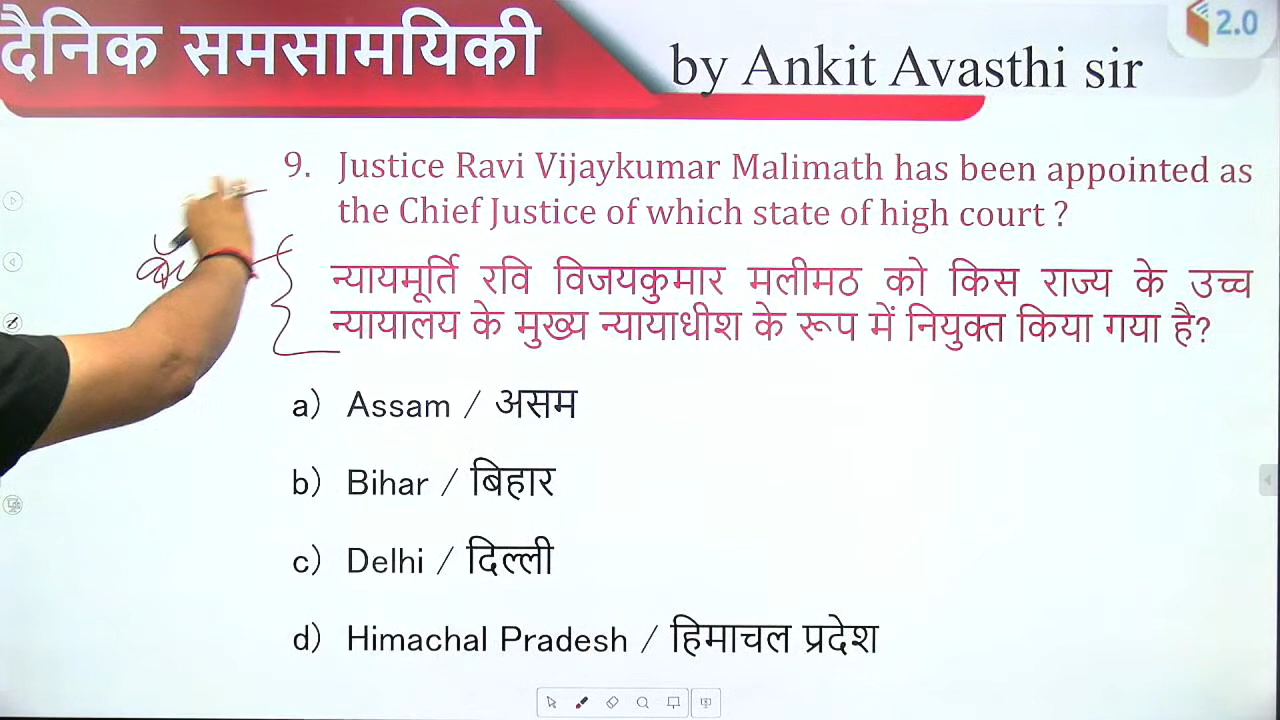 दैनिक समसामयिकी
by Ankit Avasthi sir
2.0
9. Justice Ravi Vijaykumar Malimath has been appointed as
the Chief Justice of which state of high court ?
न्यायमूर्ति रवि विजयकुमार मलीमठ को किस राज्य के उच्च
न्यायालय के मुख्य न्यायाधीश के रूप में नियुक्त किया गया है?
a) Assam / असम
b) Bihar / बिहार
c) Delhi / दिल्ली
d) Himachal Pradesh / हिमाचल प्रदेश